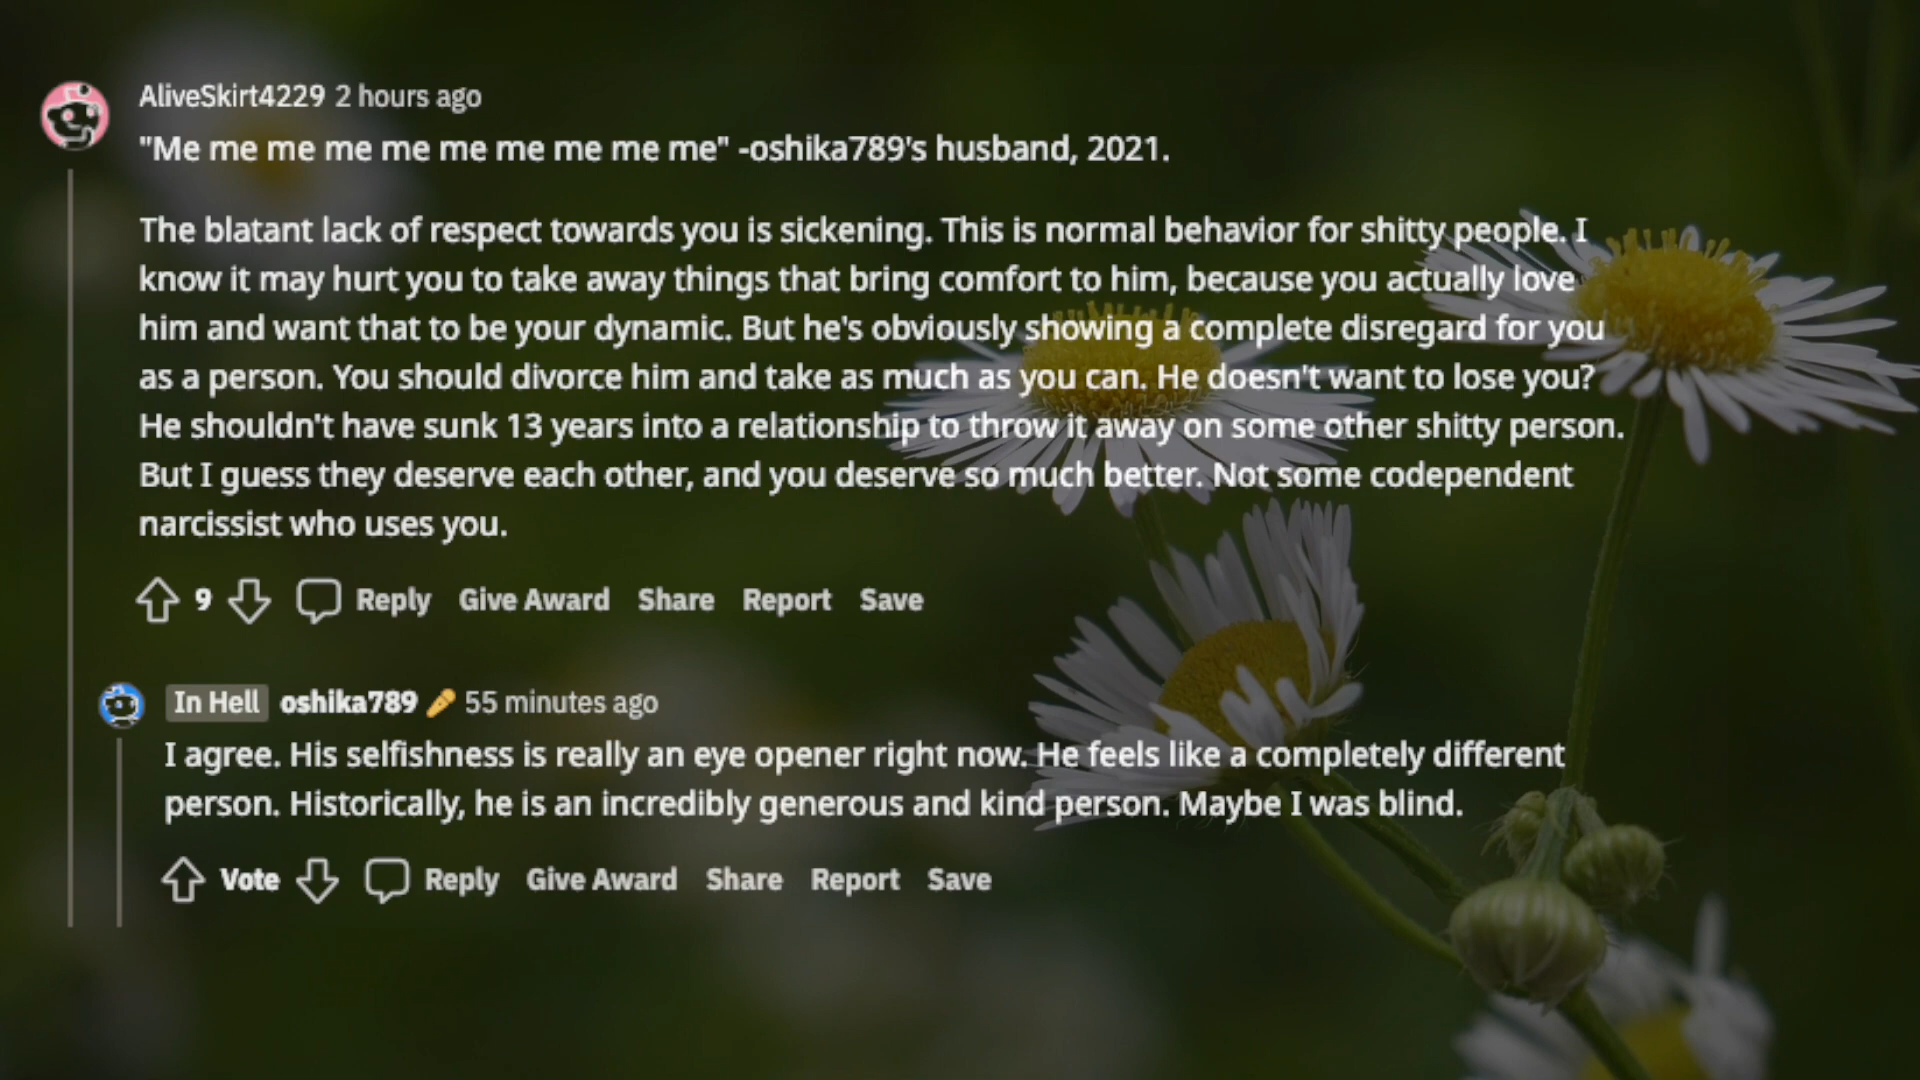 AliveSkirt4229 2 hours ago
"Me me me me me me me me me me" -oshika789's husband, 2021.
The blatant lack of respect towards you is sickening. This is normal behavior for shitty people. I
know it may hurt you to take away things that bring comfort to him, because you actually love
him and want that to be your dynamic. But he's obviously showing a complete disregard for you
as a person. You should divorce him and take as much as you can. He doesn't want to lose you?
He shouldn't have sunk 13 years into a relationship to throw it away on some other shitty person.
But I guess they deserve each other, and you deserve so much better. Not some codependent
narcissist who uses you.
9 Reply Give Award Share Report Save
In Hell oshika789 55 minutes ago
I agree. His selfishness is really an eye opener right now. He feels like a completely different
person. Historically, he is an incredibly generous and kind person. Maybe I was blind.
Vote Reply Give Award Share Report Save